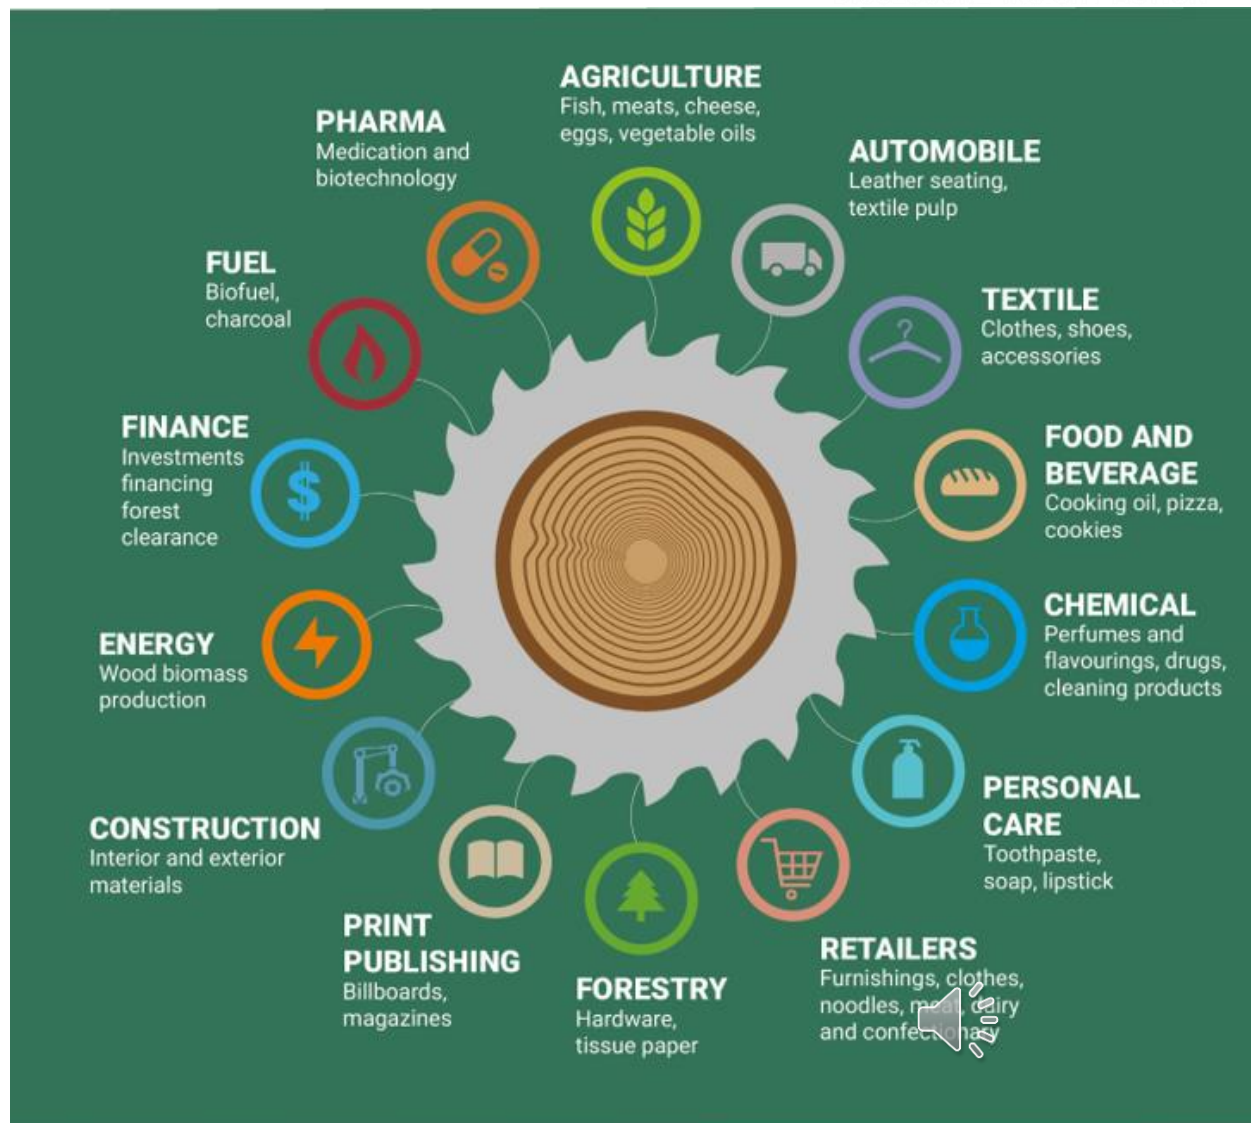 AGRICULTURE
Fish, meats, cheese,
eggs, vegetable oils
AUTOMOBILE
Leather seating,
textile pulp
TEXTILE
Clothes, shoes,
accessories
FOOD AND
BEVERAGE
Cooking oil, pizza,
cookies
CHEMICAL
Perfumes and
flavourings, drugs,
cleaning products
PERSONAL
CARE
Toothpaste,
soap, lipstick
RETAILERS
Furnishings, clothes,
noodles, meat, dairy
and confectionary
FORESTRY
Hardware,
tissue paper
PRINT
PUBLISHING
Billboards,
magazines
CONSTRUCTION
Interior and exterior
materials
ENERGY
Wood biomass
production
FINANCE
Investments
financing
forest
clearance
$
FUEL
Biofuel,
charcoal
PHARMA
Medication and
biotechnology